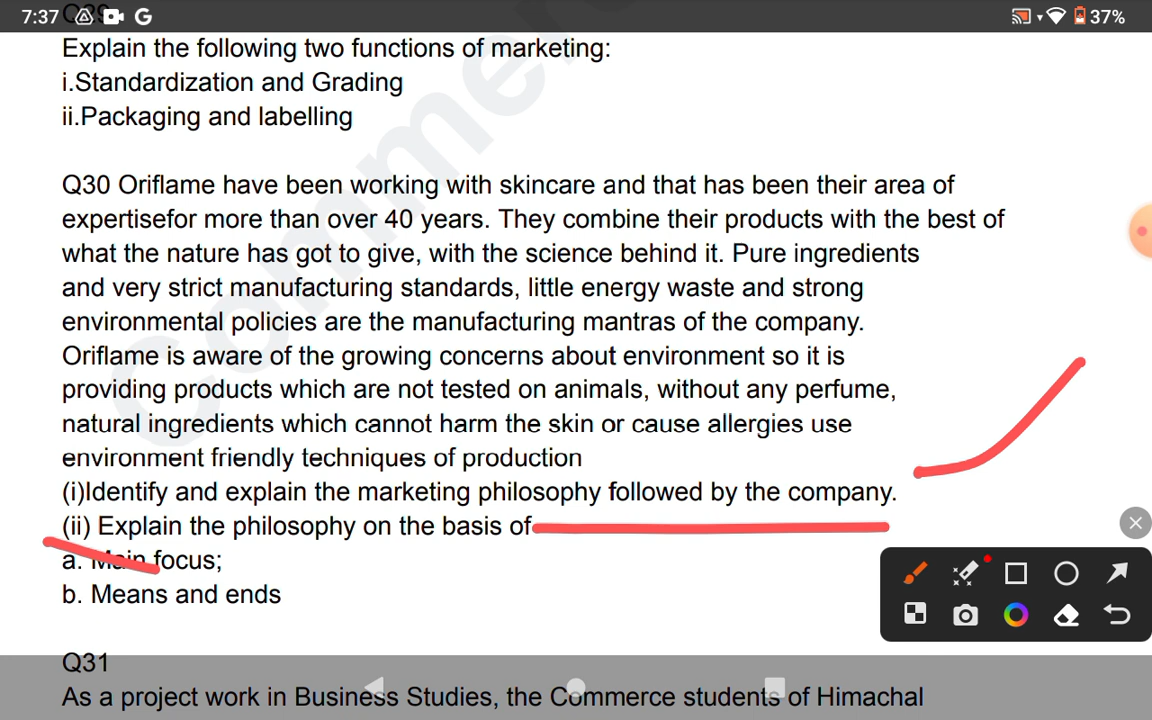 7:37 G 37%
Q29
Explain the following two functions of marketing:
i.Standardization and Grading
ii.Packaging and labelling
Q30 Oriflame have been working with skincare and that has been their area of
expertisefor more than over 40 years. They combine their products with the best of
what the nature has got to give, with the science behind it. Pure ingredients
and very strict manufacturing standards, little energy waste and strong
environmental policies are the manufacturing mantras of the company.
Oriflame is aware of the growing concerns about environment so it is
providing products which are not tested on animals, without any perfume,
natural ingredients which cannot harm the skin or cause allergies use
environment friendly techniques of production
(i)Identify and explain the marketing philosophy followed by the company.
(ii) Explain the philosophy on the basis of
a. Main focus;
b. Means and ends
Q31
As a project work in Business Studies, the Commerce students of Himachal